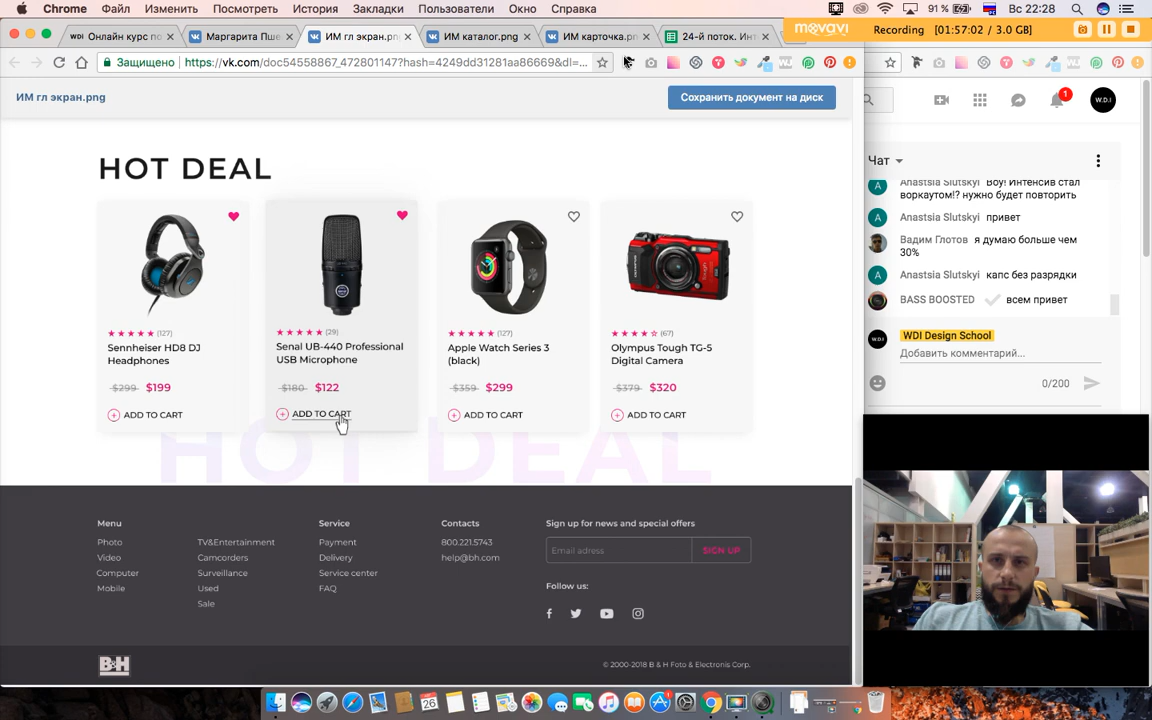 Chrome Файл Изменить Посмотреть История Закладки Пользователи Окно Справка 91 % Вс 22:28
Онлайн курс по Маргарита Пше ИМ гл экран.png ИМ каталог.png ИМ карточка.pn 24-й поток. Инт
movavi Recording (01:57:02 / 3.0 GB)
Защищено https://vk.com/doc54558867_472801147?hash=4249dd31281aa86669&dl=...
ИМ гл экран.png
Сохранить документ на диск
HOT DEAL
(127)
Sennheiser HD8 DJ
Headphones
$299 $199
ADD TO CART
(29)
Senal UB-440 Professional
USB Microphone
$180 $122
ADD TO CART
(127)
Apple Watch Series 3
(black)
$359 $299
ADD TO CART
(67)
Olympus Tough TG-5
Digital Camera
$379 $320
ADD TO CART
HOT DEAL
Menu
Photo
Video
Computer
Mobile
TV&Entertainment
Camcorders
Surveillance
Used
Sale
Service
Payment
Delivery
Service center
FAQ
Contacts
800.221.5743
help@bh.com
Sign up for news and special offers
Email adress
SIGN UP
Follow us:
B&H
© 2000-2018 B & H Foto & Electronis Corp.
1
W.D.I
Чат
Anastsia Slutskyi Воу! Интенсив стал
воркаутом!? нужно будет повторить
Anastsia Slutskyi привет
Вадим Глотов я думаю больше чем
30%
Anastsia Slutskyi капс без разрядки
BASS BOOSTED всем привет
WDI Design School
Добавить комментарий...
0/200